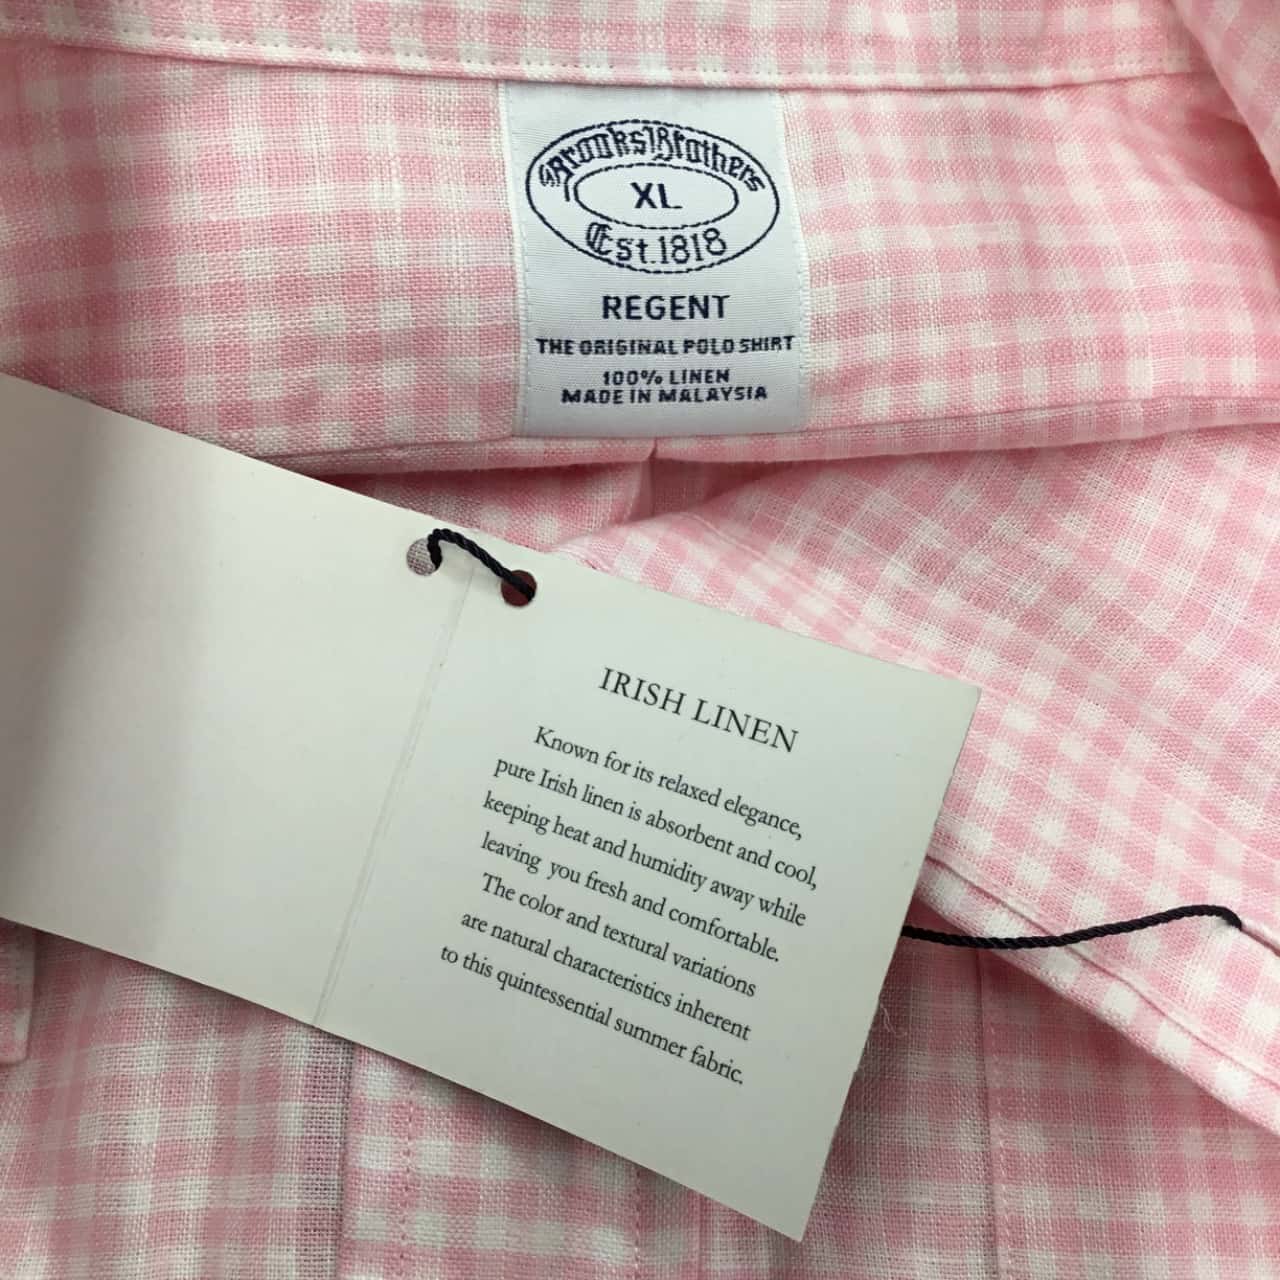 Brooks Brothers
XL
Est. 1818
REGENT
THE ORIGINAL POLO SHIRT
100% LINEN
MADE IN MALAYSIA
IRISH LINEN
Known for its relaxed elegance,
pure Irish linen is absorbent and cool,
keeping heat and humidity away while
leaving you fresh and comfortable.
The color and textural variations
are natural characteristics inherent
to this quintessential summer fabric.